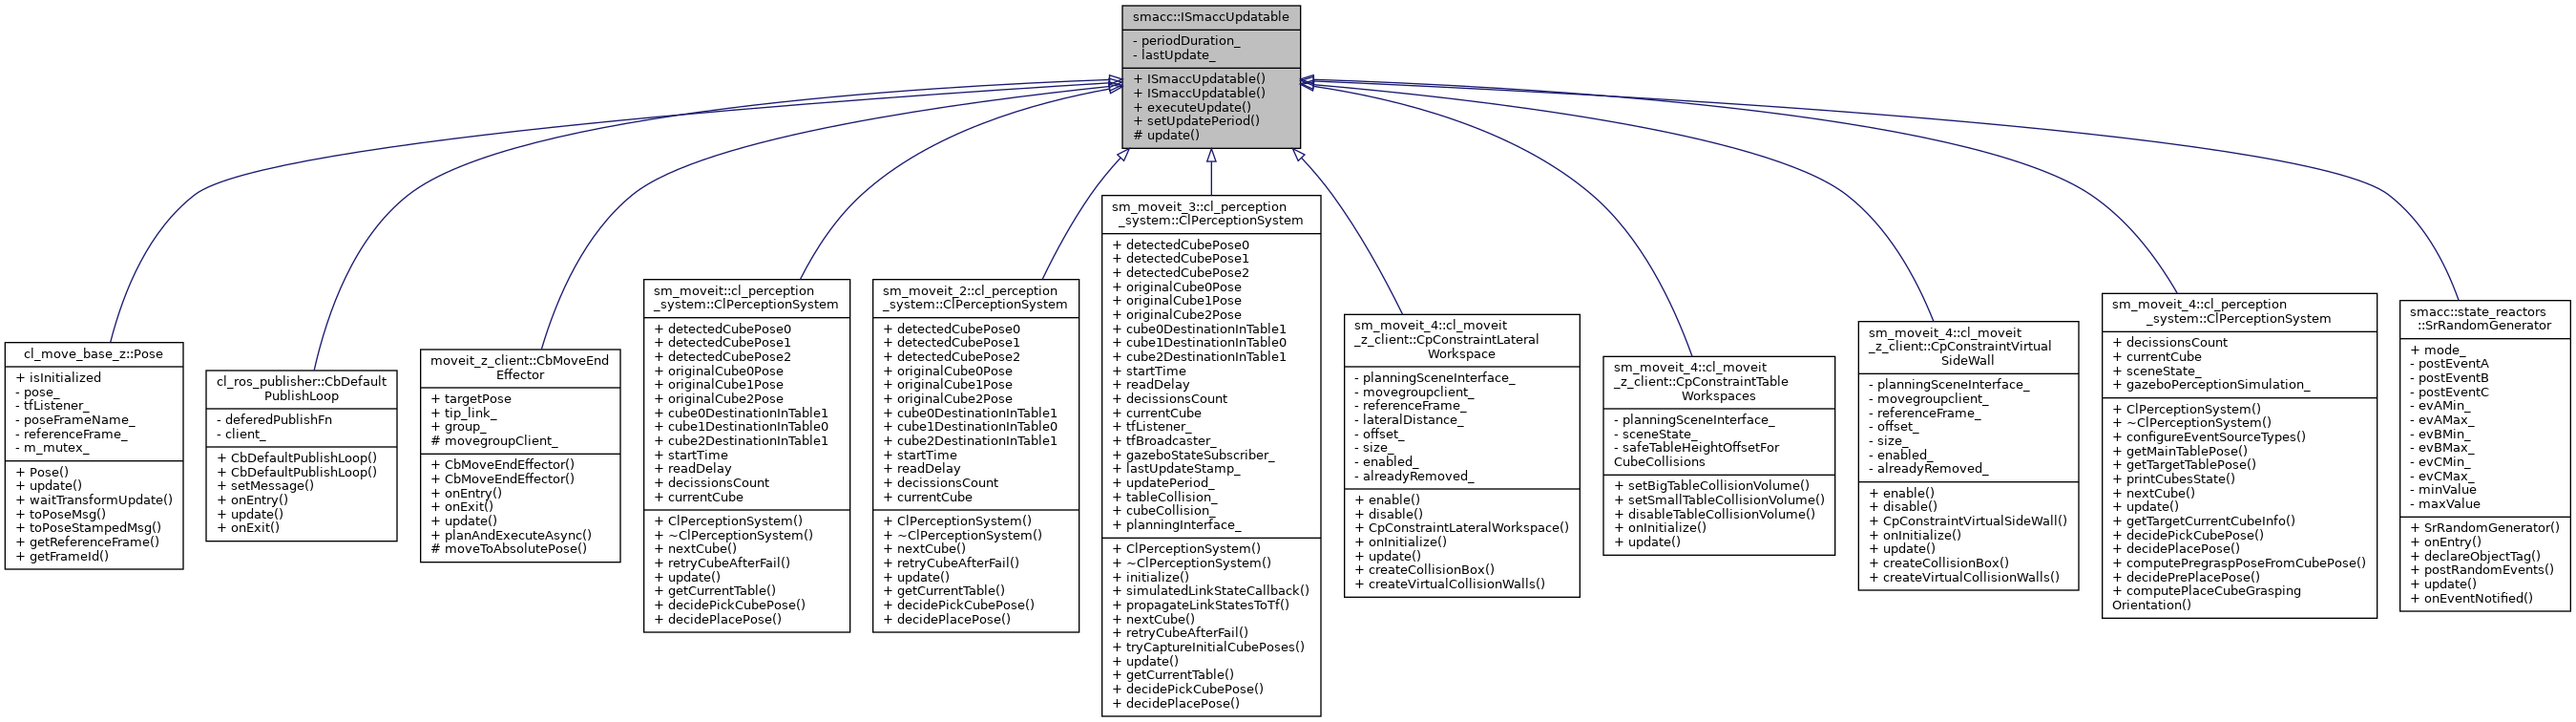 smacc::ISmaccUpdatable
- periodDuration_
- lastUpdate_
+ ISmaccUpdatable()
+ ISmaccUpdatable()
+ executeUpdate()
+ setUpdatePeriod()
# update()
cl_move_base_z::Pose
+ isInitialized
- pose_
- tfListener_
- poseFrameName_
- referenceFrame_
- m_mutex_
+ Pose()
+ update()
+ waitTransformUpdate()
+ toPoseMsg()
+ toPoseStampedMsg()
+ getReferenceFrame()
+ getFrameId()
cl_ros_publisher::CbDefault
PublishLoop
- deferedPublishFn
- client_
+ CbDefaultPublishLoop()
+ CbDefaultPublishLoop()
+ setMessage()
+ onEntry()
+ update()
+ onExit()
moveit_z_client::CbMoveEnd
Effector
+ targetPose
+ tip_link_
+ group_
# movegroupClient_
+ CbMoveEndEffector()
+ CbMoveEndEffector()
+ onEntry()
+ onExit()
+ update()
+ planAndExecuteAsync()
# moveToAbsolutePose()
sm_moveit::cl_perception
_system::ClPerceptionSystem
+ detectedCubePose0
+ detectedCubePose1
+ detectedCubePose2
+ originalCube0Pose
+ originalCube1Pose
+ originalCube2Pose
+ cube0DestinationInTable1
+ cube1DestinationInTable0
+ cube2DestinationInTable1
+ startTime
+ readDelay
+ decissionsCount
+ currentCube
+ ClPerceptionSystem()
+ ~ClPerceptionSystem()
+ nextCube()
+ retryCubeAfterFail()
+ update()
+ getCurrentTable()
+ decidePickCubePose()
+ decidePlacePose()
sm_moveit_2::cl_perception
_system::ClPerceptionSystem
+ detectedCubePose0
+ detectedCubePose1
+ detectedCubePose2
+ originalCube0Pose
+ originalCube1Pose
+ originalCube2Pose
+ cube0DestinationInTable1
+ cube1DestinationInTable0
+ cube2DestinationInTable1
+ startTime
+ readDelay
+ decissionsCount
+ currentCube
+ ClPerceptionSystem()
+ ~ClPerceptionSystem()
+ nextCube()
+ retryCubeAfterFail()
+ update()
+ getCurrentTable()
+ decidePickCubePose()
+ decidePlacePose()
sm_moveit_3::cl_perception
_system::ClPerceptionSystem
+ detectedCubePose0
+ detectedCubePose1
+ detectedCubePose2
+ originalCube0Pose
+ originalCube1Pose
+ originalCube2Pose
+ cube0DestinationInTable1
+ cube1DestinationInTable0
+ cube2DestinationInTable1
+ startTime
+ readDelay
+ decissionsCount
+ currentCube
+ tfListener_
+ tfBroadcaster_
+ gazeboStateSubscriber_
+ lastUpdateStamp_
+ updatePeriod_
+ tableCollision_
+ cubeCollision_
+ planningInterface_
+ ClPerceptionSystem()
+ ~ClPerceptionSystem()
+ initialize()
+ simulatedLinkStateCallback()
+ propagateLinkStatesToTf()
+ nextCube()
+ retryCubeAfterFail()
+ tryCaptureInitialCubePoses()
+ update()
+ getCurrentTable()
+ decidePickCubePose()
+ decidePlacePose()
sm_moveit_4::cl_moveit
_z_client::CpConstraintLateral
Workspace
- planningSceneInterface_
- movegroupclient_
- referenceFrame_
- lateralDistance_
- offset_
- size_
- enabled_
- alreadyRemoved_
+ enable()
+ disable()
+ CpConstraintLateralWorkspace()
+ onInitialize()
+ update()
+ createCollisionBox()
+ createVirtualCollisionWalls()
sm_moveit_4::cl_moveit
_z_client::CpConstraintTable
Workspaces
- planningSceneInterface_
- sceneState_
- safeTableHeightOffsetFor
CubeCollisions
+ setBigTableCollisionVolume()
+ setSmallTableCollisionVolume()
+ disableTableCollisionVolume()
+ onInitialize()
+ update()
sm_moveit_4::cl_moveit
_z_client::CpConstraintVirtual
SideWall
- planningSceneInterface_
- movegroupclient_
- referenceFrame_
- offset_
- size_
- enabled_
- alreadyRemoved_
+ enable()
+ disable()
+ CpConstraintVirtualSideWall()
+ onInitialize()
+ update()
+ createCollisionBox()
+ createVirtualCollisionWalls()
sm_moveit_4::cl_perception
_system::ClPerceptionSystem
+ decissionsCount
+ currentCube
+ sceneState_
+ gazeboPerceptionSimulation_
+ ClPerceptionSystem()
+ ~ClPerceptionSystem()
+ configureEventSourceTypes()
+ getMainTablePose()
+ getTargetTablePose()
+ printCubesState()
+ nextCube()
+ update()
+ getTargetCurrentCubeInfo()
+ decidePickCubePose()
+ decidePlacePose()
+ computePregraspPoseFromCubePose()
+ decidePrePlacePose()
+ computePlaceCubeGrasping
Orientation()
smacc::state_reactors
::SrRandomGenerator
+ mode_
- postEventA
- postEventB
- postEventC
- evAMin_
- evAMax_
- evBMin_
- evBMax_
- evCMin_
- evCMax_
- minValue
- maxValue
+ SrRandomGenerator()
+ onEntry()
+ declareObjectTag()
+ postRandomEvents()
+ update()
+ onEventNotified()